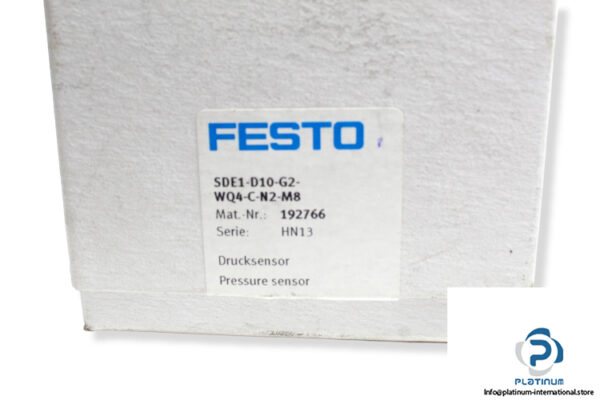 FESTO
SDE1-D10-G2-
WQ4-C-N2-M8
Mat.-Nr.: 192766
Serie: HN13
Drucksensor
Pressure sensor
PLATINUM
Info@platinum-international.store